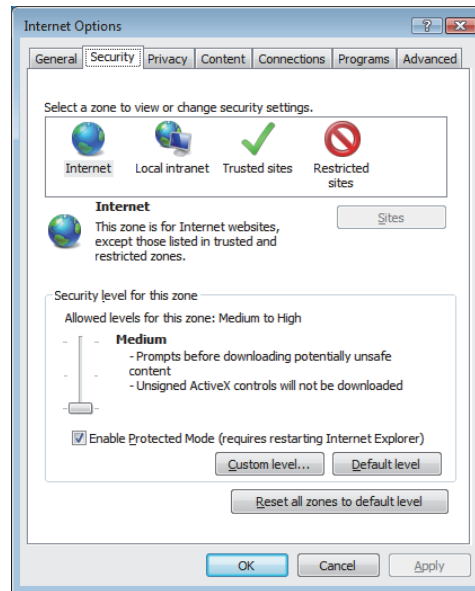 Internet Options
General Security Privacy Content Connections Programs Advanced
Select a zone to view or change security settings.
Internet Local intranet Trusted sites Restricted
sites
Internet
Sites
This zone is for Internet websites,
except those listed in trusted and
restricted zones.
Security level for this zone
Allowed levels for this zone: Medium to High
Medium
- Prompts before downloading potentially unsafe
content
- Unsigned ActiveX controls will not be downloaded
Enable Protected Mode (requires restarting Internet Explorer)
Custom level... Default level
Reset all zones to default level
OK Cancel Apply